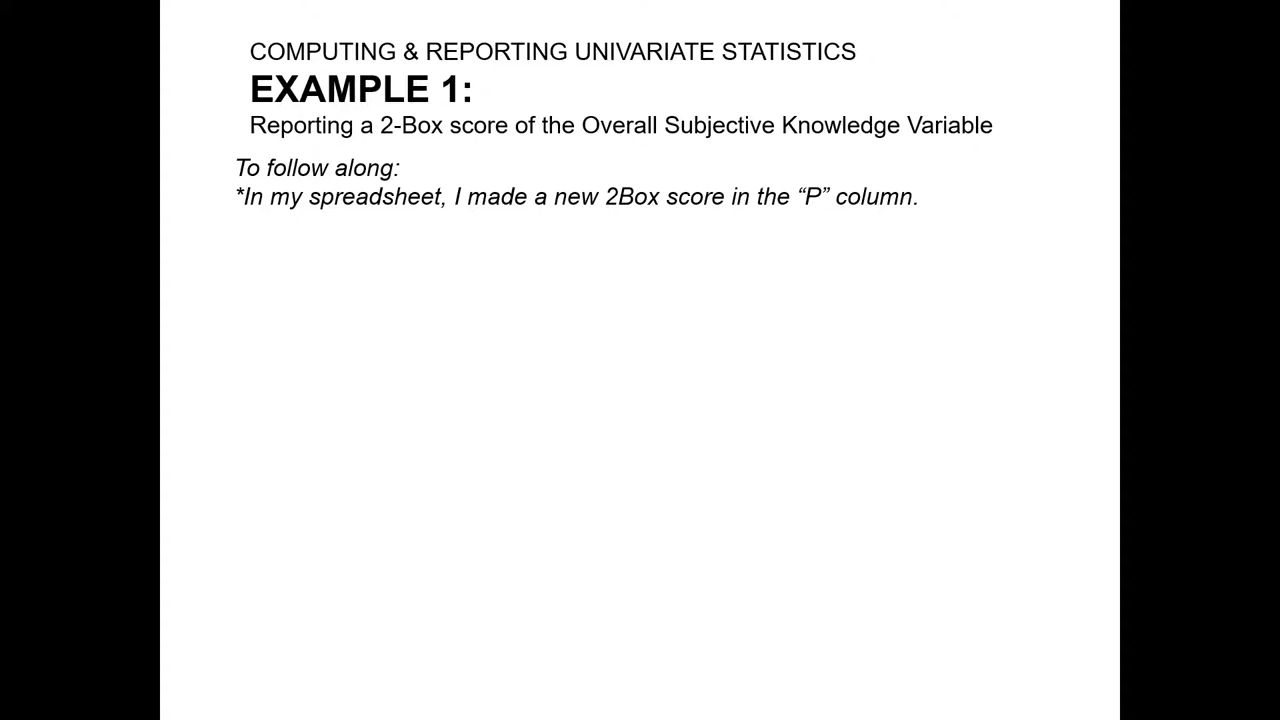 COMPUTING & REPORTING UNIVARIATE STATISTICS
EXAMPLE 1:
Reporting a 2-Box score of the Overall Subjective Knowledge Variable
To follow along:
*In my spreadsheet, I made a new 2Box score in the “P” column.